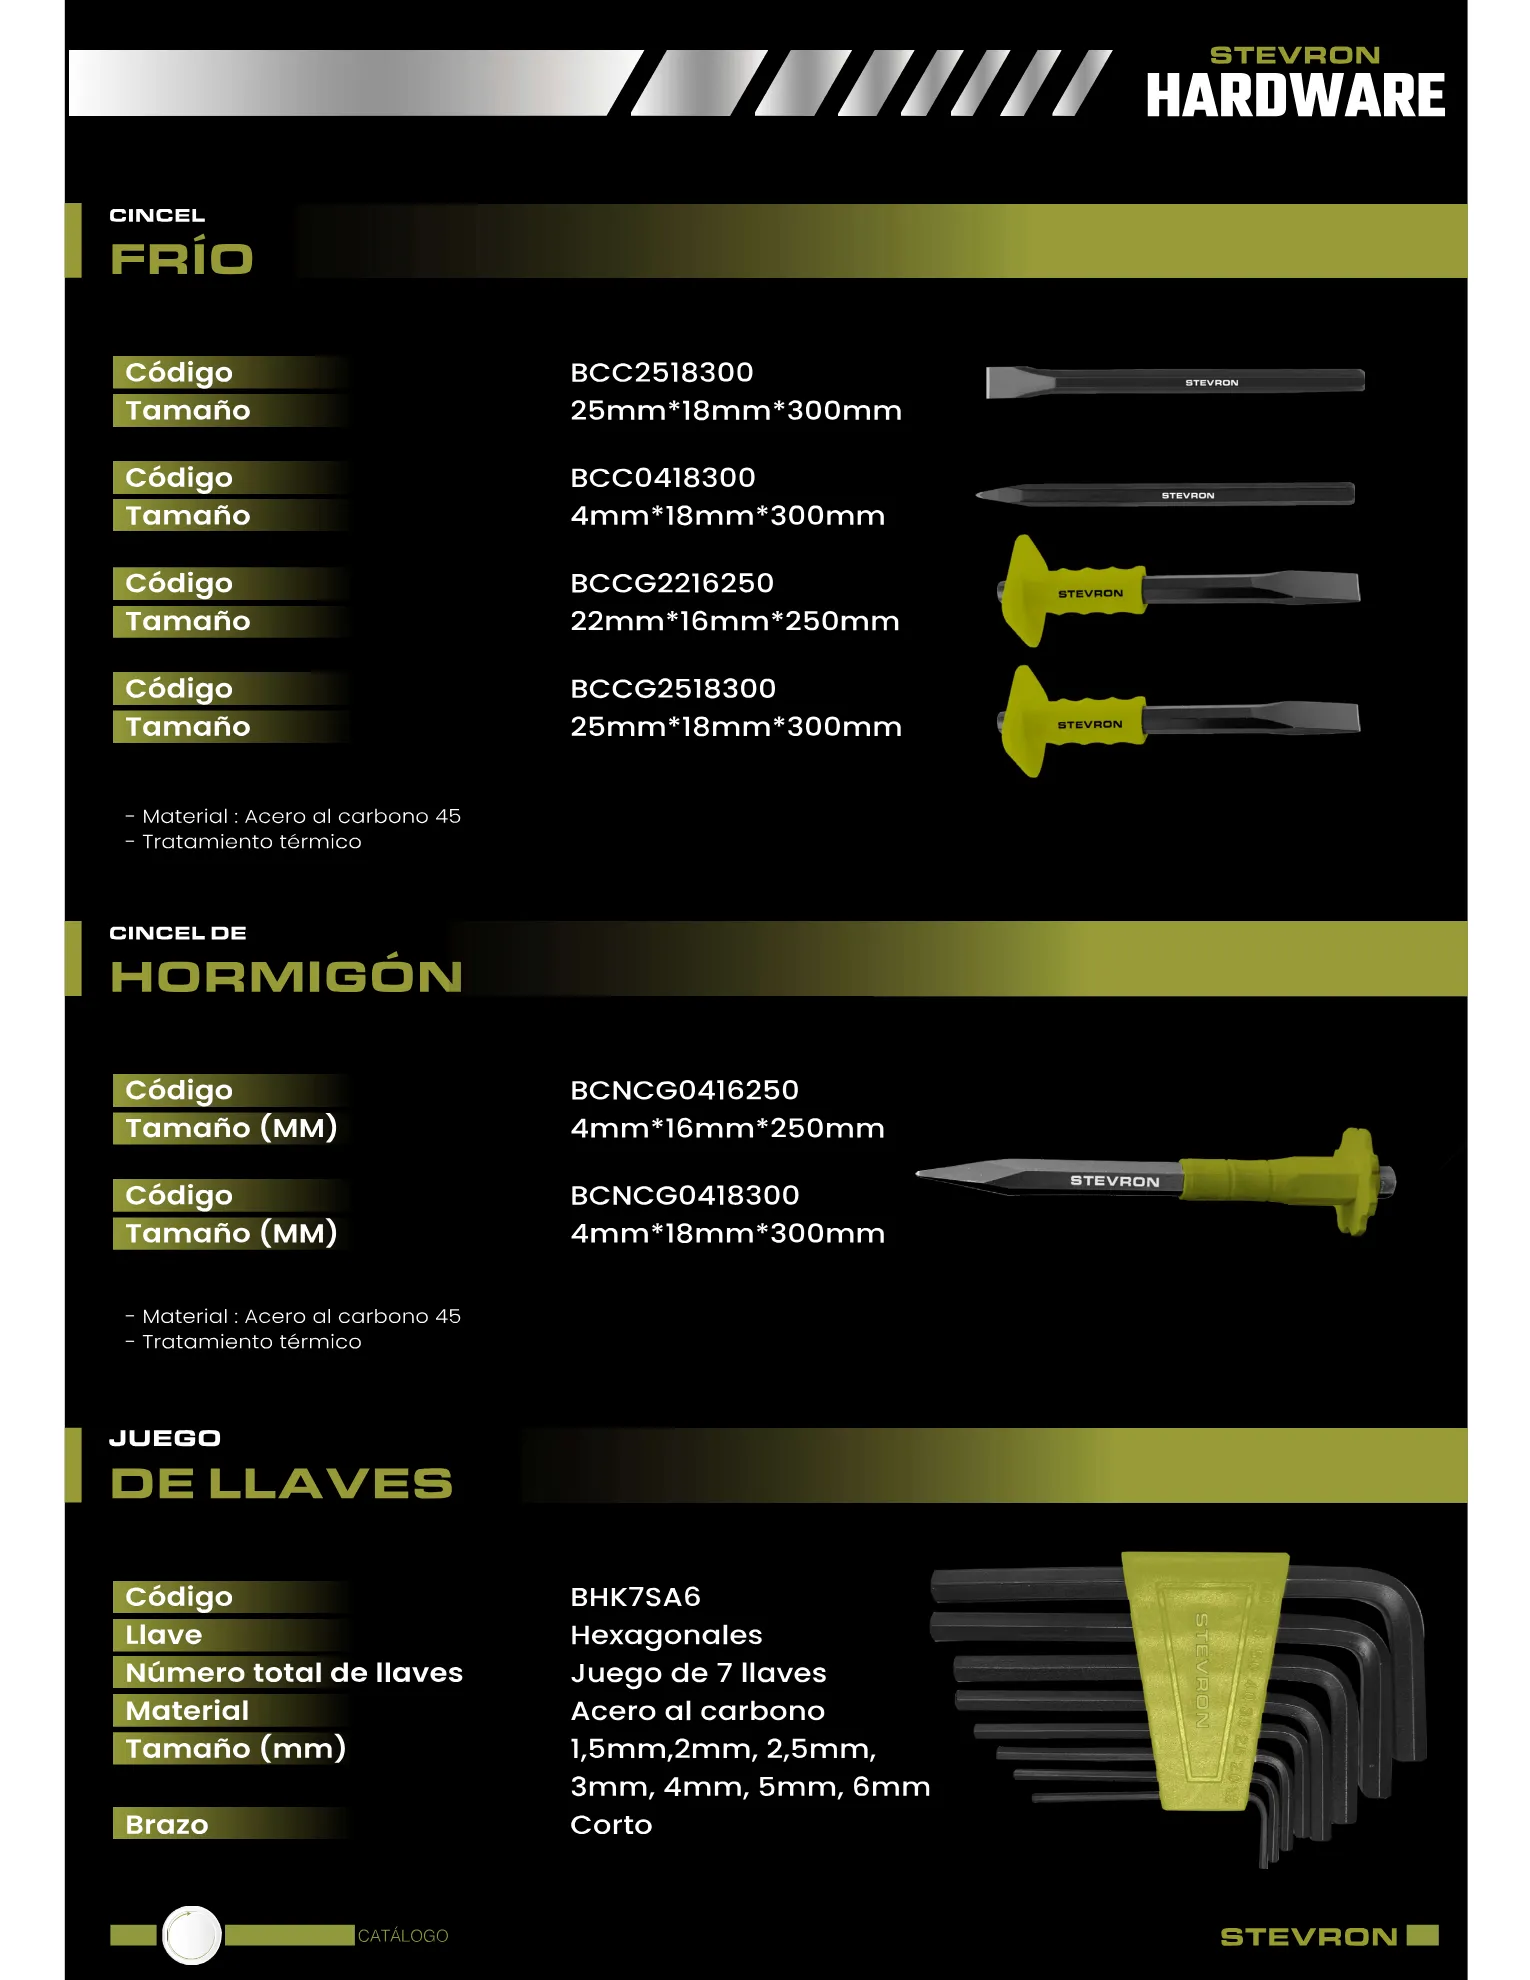 STEVRON
HARDWARE
CINCEL
FRÍO
Código BCC2518300
Tamaño 25mm*18mm*300mm
STEVRON
Código BCC0418300
Tamaño 4mm*18mm*300mm
STEVRON
Código BCCG2216250
Tamaño 22mm*16mm*250mm
STEVRON
Código BCCG2518300
Tamaño 25mm*18mm*300mm
STEVRON
- Material : Acero al carbono 45
- Tratamiento térmico
CINCEL DE
HORMIGÓN
Código BCNCG0416250
Tamaño (MM) 4mm*16mm*250mm
STEVRON
Código BCNCG0418300
Tamaño (MM) 4mm*18mm*300mm
- Material : Acero al carbono 45
- Tratamiento térmico
JUEGO
DE LLAVES
Código BHK7SA6
Llave Hexagonales
Número total de llaves Juego de 7 llaves
Material Acero al carbono
Tamaño (mm) 1,5mm,2mm, 2,5mm,
3mm, 4mm, 5mm, 6mm
Brazo Corto
STEVRON
CATÁLOGO
STEVRON